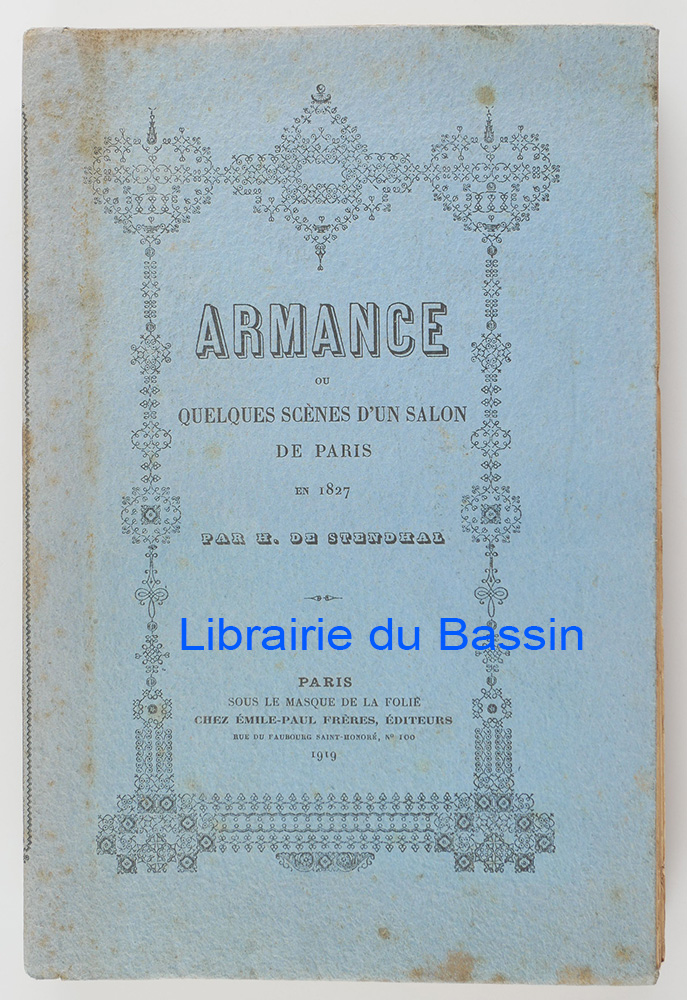 ARMANCE
OU
QUELQUES SCÈNES D'UN SALON
DE PARIS
EN 1827
PAR H. DE STENDHAL
Librairie du Bassin
PARIS
SOUS LE MASQUE DE LA FOLIE
CHEZ ÉMILE-PAUL FRÈRES, ÉDITEURS
RUE DU FAUBOURG SAINT-HONORÉ, Nº 100
1919